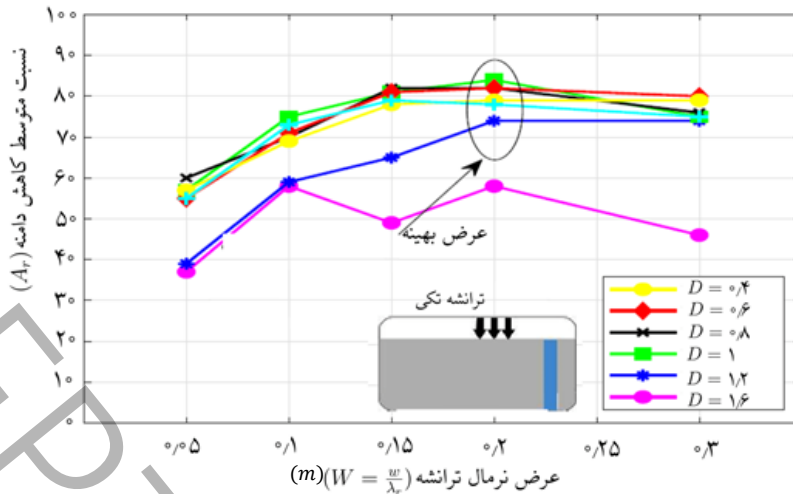 نسبت متوسط کاهش دامنه (Aᵣ)
۱۰۰
۹۰
۸۰
۷۰
۶۰
۵۰
۴۰
۳۰
۲۰
۱۰
۰
عرض بهینه
ترانشه تکی
D = ۰٫۴
D = ۰٫۶
D = ۰٫۸
D = ۱
D = ۱٫۲
D = ۱٫۶
۰٫۰۵ ۰٫۱ ۰٫۱۵ ۰٫۲ ۰٫۲۵ ۰٫۳
عرض نرمال ترانشه (W = w/λᵣ)(m)